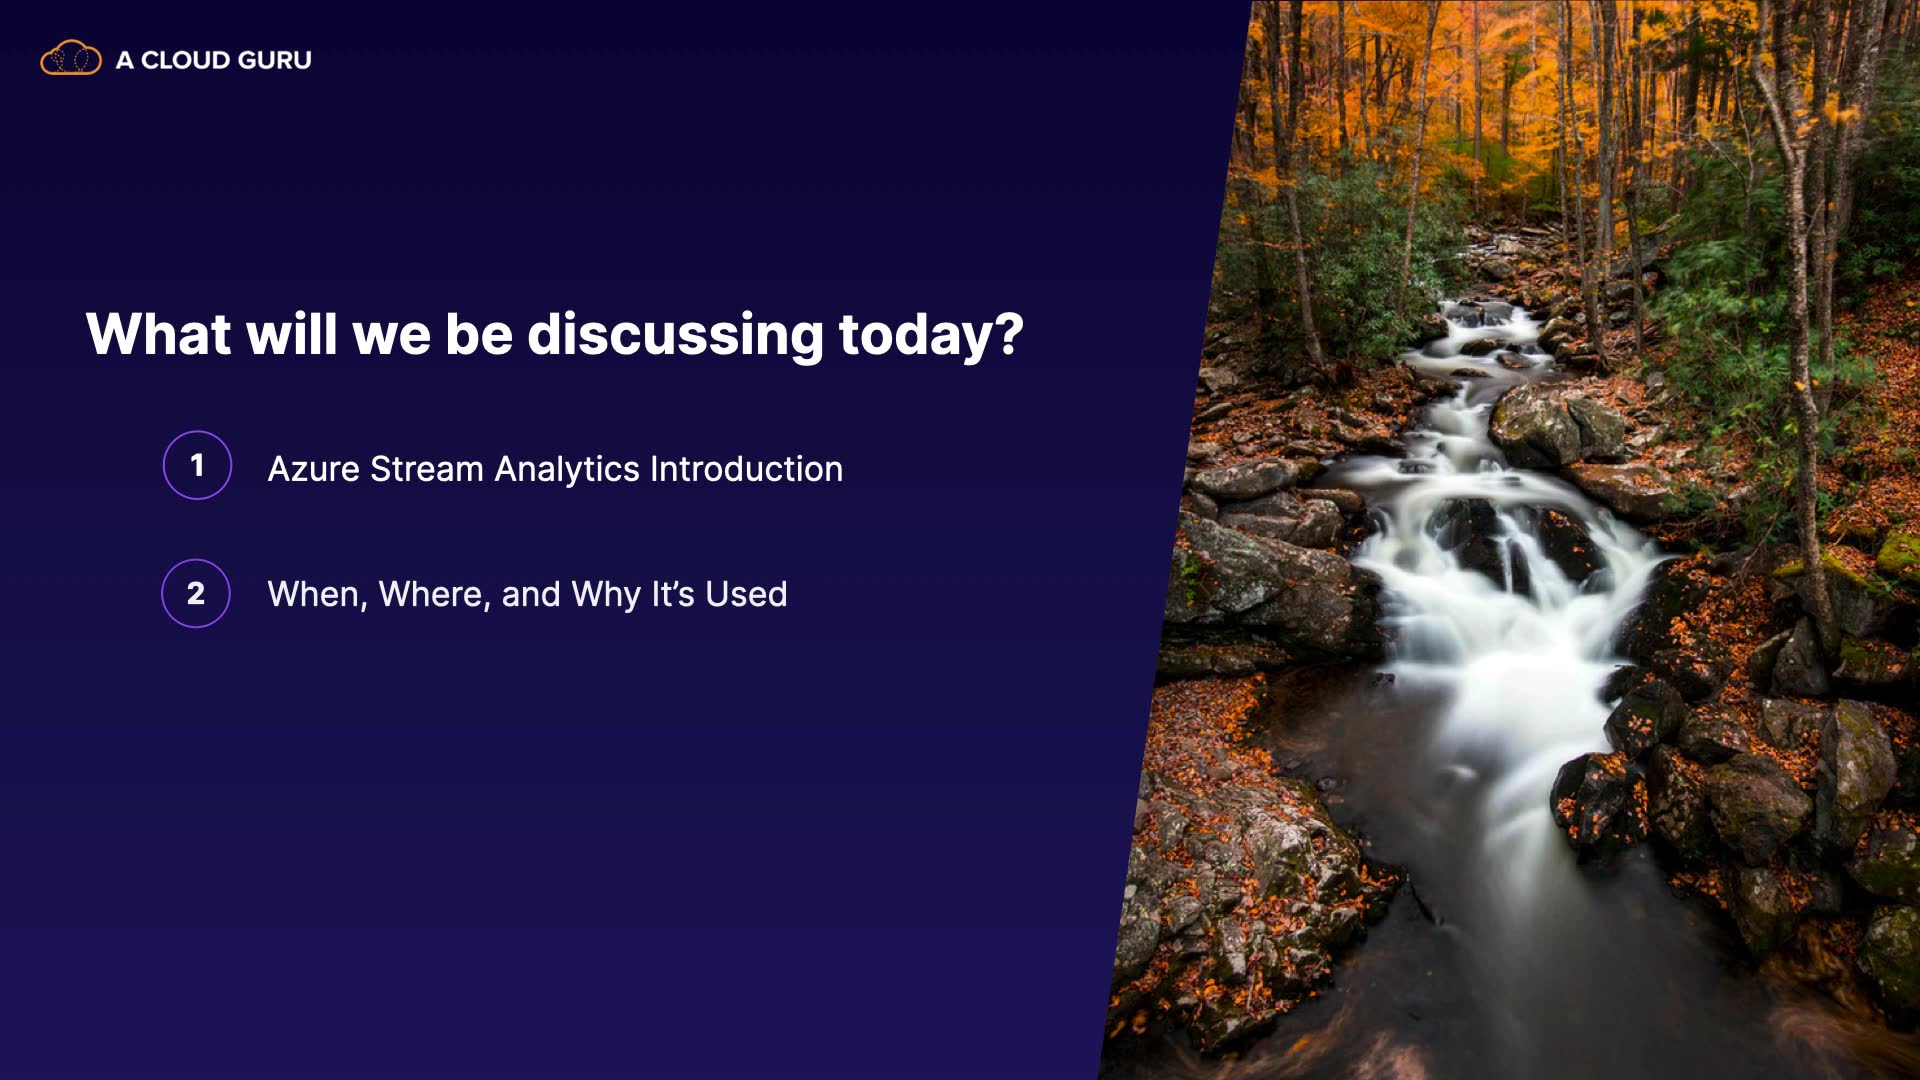 A CLOUD GURU
What will we be discussing today?
1 Azure Stream Analytics Introduction
2 When, Where, and Why It’s Used